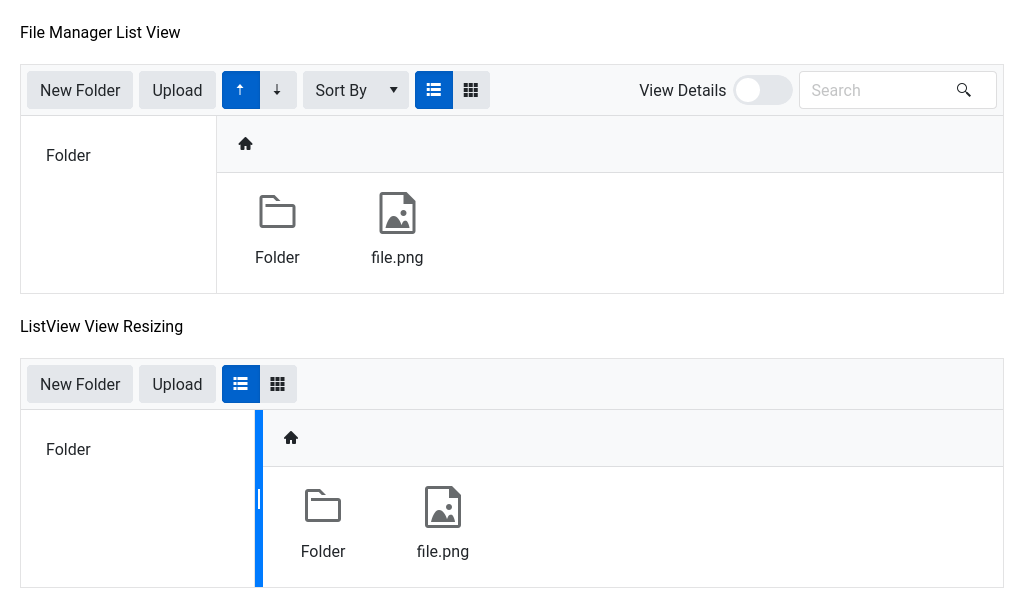 File Manager List View
New Folder Upload Sort By View Details Search
Folder
Folder file.png
ListView View Resizing
New Folder Upload
Folder
Folder file.png